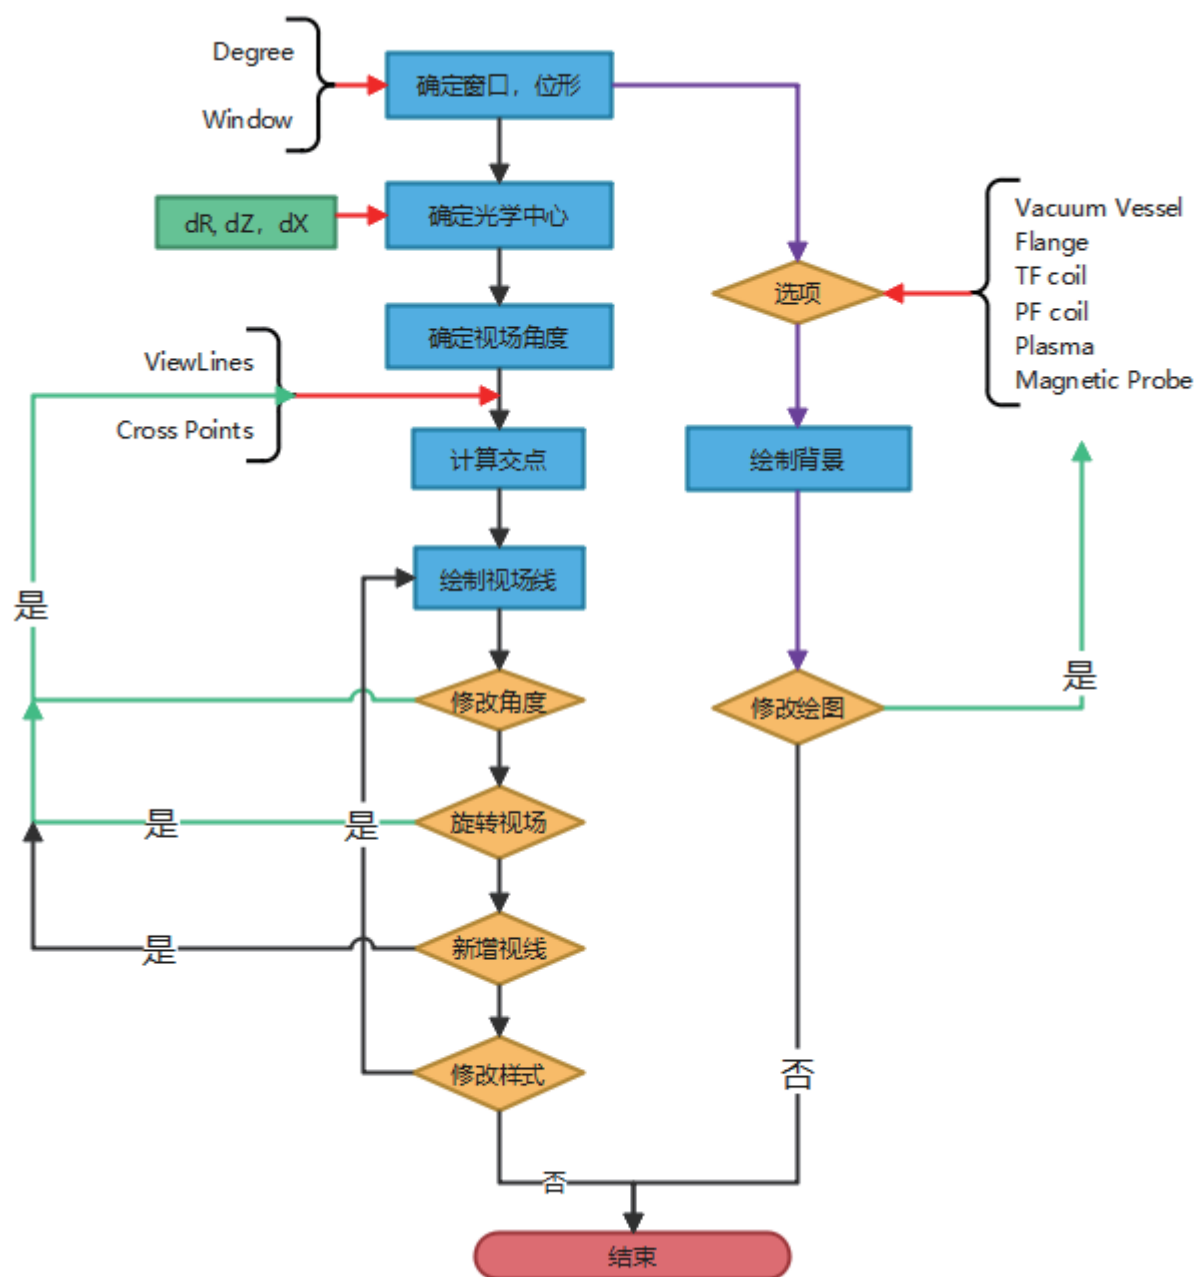 Degree
Window
确定窗口，位形
dR, dZ，dX
确定光学中心
Vacuum Vessel
Flange
TF coil
PF coil
Plasma
Magnetic Probe
选项
确定视场角度
ViewLines
Cross Points
计算交点
绘制背景
绘制视场线
是
修改角度
修改绘图
是
旋转视场
是
是
新增视线
是
修改样式
否
否
结束